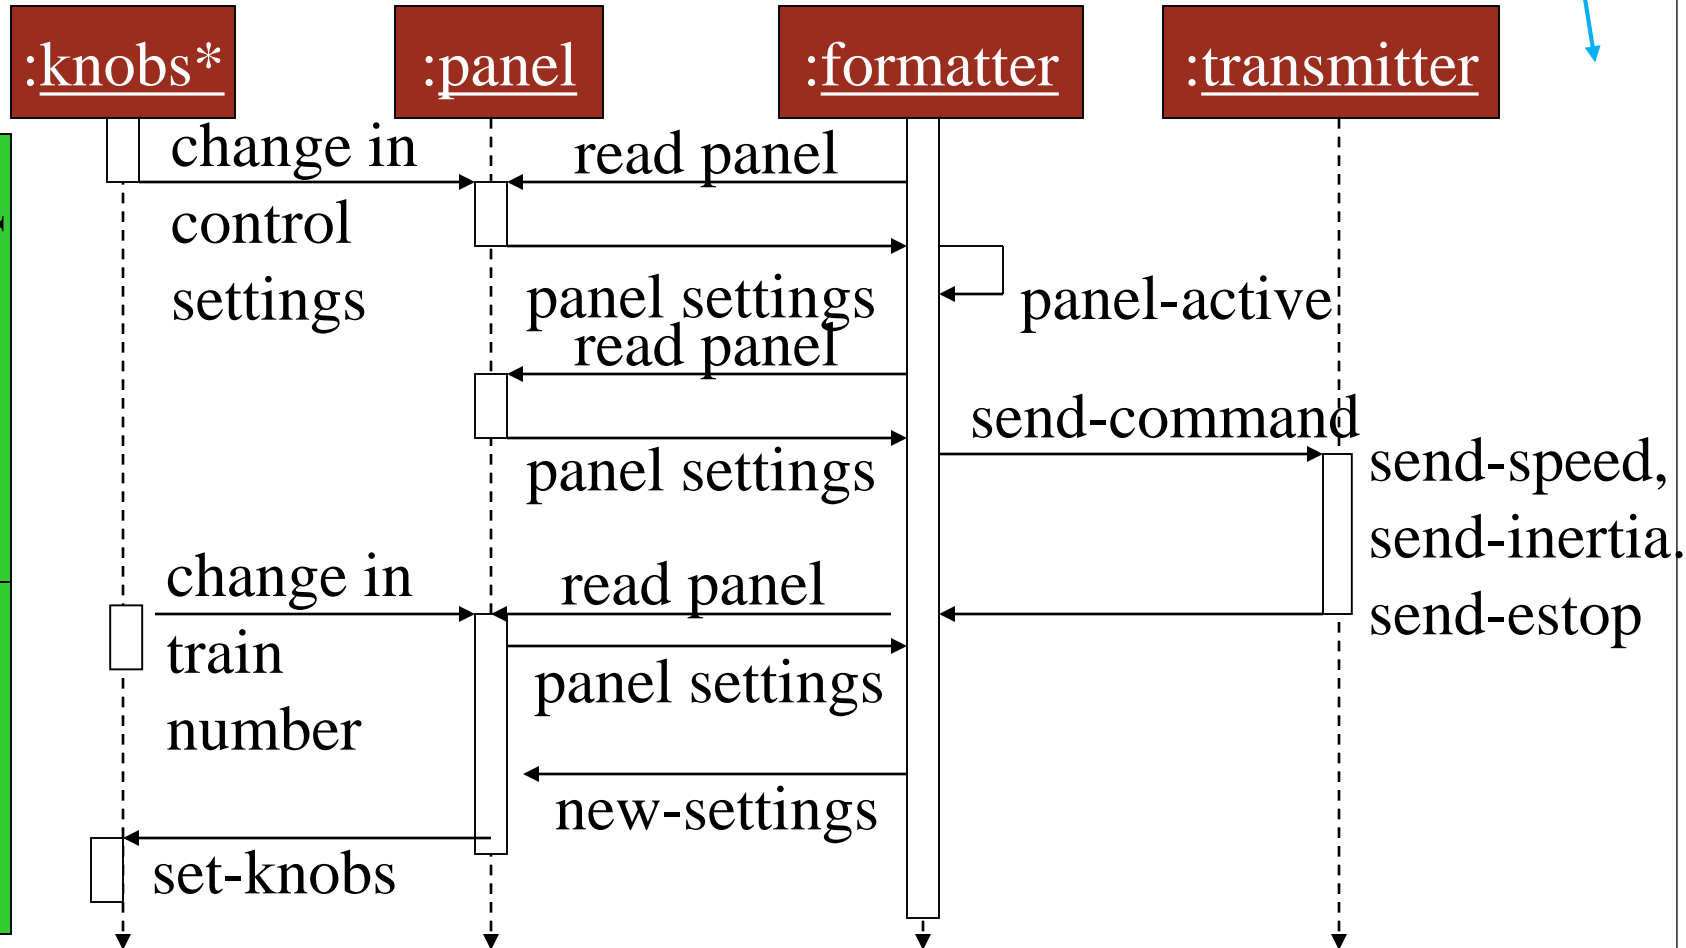 :knobs*
:panel
:formatter
:transmitter
change in
control
settings
read panel
panel settings
panel-active
read panel
panel settings
send-command
send-speed,
send-inertia.
send-estop
change in
train
number
read panel
panel settings
new-settings
set-knobs